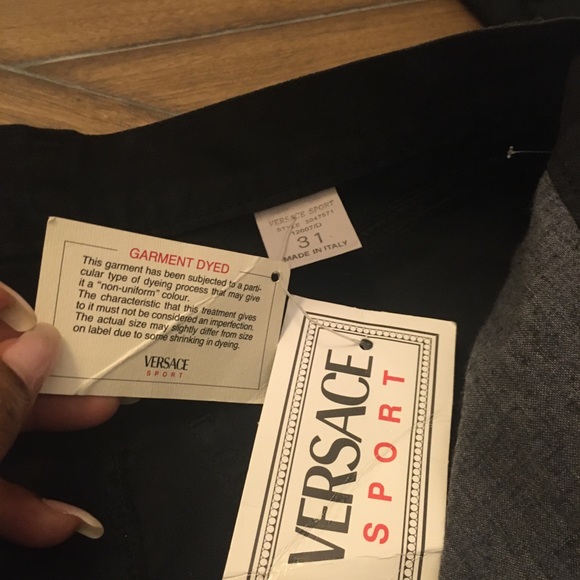 VERSACE SPORT
STYLE 3047571
31
MADE IN ITALY
GARMENT DYED
This garment has been subjected to a parti-
cular type of dyeing process that may give
it a "non-uniform" colour.
The characteristic that this treatment gives
to it must not be considered an imperfection.
The actual size may slightly differ from size
on label due to some shrinking in dyeing.
VERSACE
SPORT
VERSACE
SPORT